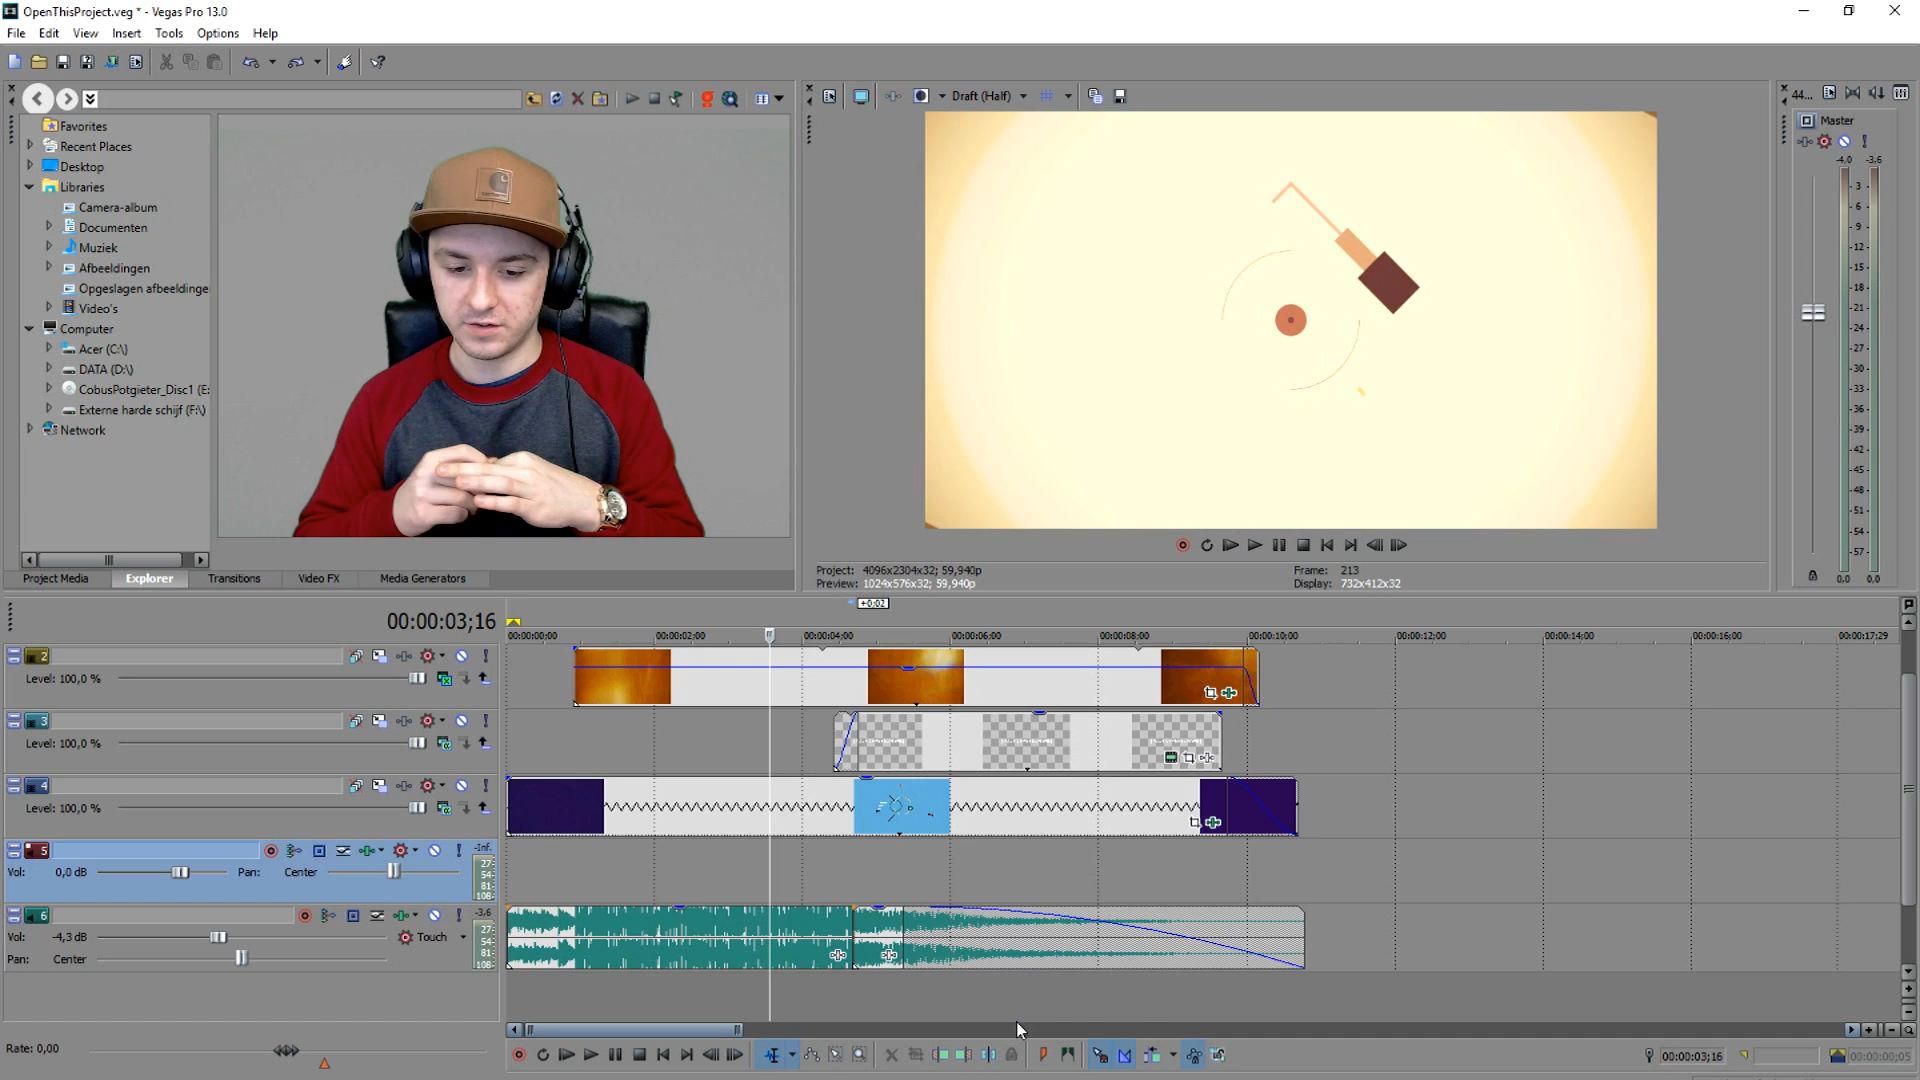 OpenThisProject.veg * - Vegas Pro 13.0
File Edit View Insert Tools Options Help
Draft (Half)
44...
Favorites
Recent Places
Desktop
Libraries
Camera-album
Documenten
Muziek
Afbeeldingen
Opgeslagen afbeeldinge
Video's
Computer
Acer (C:\)
DATA (D:\)
CobusPotgieter_Disc1 (E:
Externe harde schijf (F:\)
Network
Master
-4.0 -3.6
3
6
9
12
15
18
21
24
27
30
33
36
39
42
45
48
51
54
57
0,0 0,0
Project Media Explorer Transitions Video FX Media Generators
Project: 4096x2304x32; 59,940p
Preview: 1024x576x32; 59,940p
Frame: 213
Display: 732x412x32
00:00:03;16
+0:02
00:00:00;00 00:00:02;00 00:00:04;00 00:00:06;00 00:00:08;00 00:00:10;00 00:00:12;00 00:00:14;00 00:00:16;00 00:00:17;29
2
Level: 100,0 %
3
Level: 100,0 %
4
Level: 100,0 %
5
Vol: 0,0 dB Pan: Center
-Inf.
27
54
81
108
6
Vol: -4,3 dB Touch
Pan: Center
-3.6
27
54
81
108
Rate: 0,00
00:00:03;16
00:00:00;05